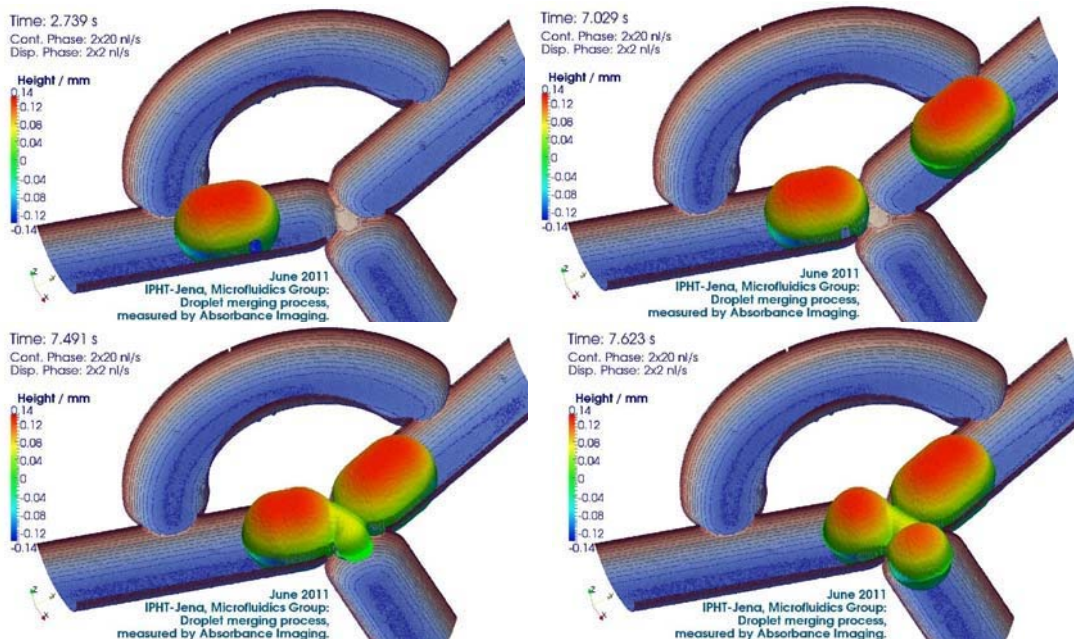 Time: 2.739 s
Cont. Phase: 2x20 nl/s
Disp. Phase: 2x2 nl/s
Height / mm
0.14
0.12
0.08
0.04
0
-0.04
-0.08
-0.12
-0.14
June 2011
IPHT-Jena, Microfluidics Group:
Droplet merging process,
measured by Absorbance Imaging.
Time: 7.029 s
Cont. Phase: 2x20 nl/s
Disp. Phase: 2x2 nl/s
Height / mm
0.14
0.12
0.08
0.04
0
-0.04
-0.08
-0.12
-0.14
June 2011
IPHT-Jena, Microfluidics Group:
Droplet merging process,
measured by Absorbance Imaging.
Time: 7.491 s
Cont. Phase: 2x20 nl/s
Disp. Phase: 2x2 nl/s
Height / mm
0.14
0.12
0.08
0.04
0
-0.04
-0.08
-0.12
-0.14
June 2011
IPHT-Jena, Microfluidics Group:
Droplet merging process,
measured by Absorbance Imaging.
Time: 7.623 s
Cont. Phase: 2x20 nl/s
Disp. Phase: 2x2 nl/s
Height / mm
0.14
0.12
0.08
0.04
0
-0.04
-0.08
-0.12
-0.14
June 2011
IPHT-Jena, Microfluidics Group:
Droplet merging process,
measured by Absorbance Imaging.